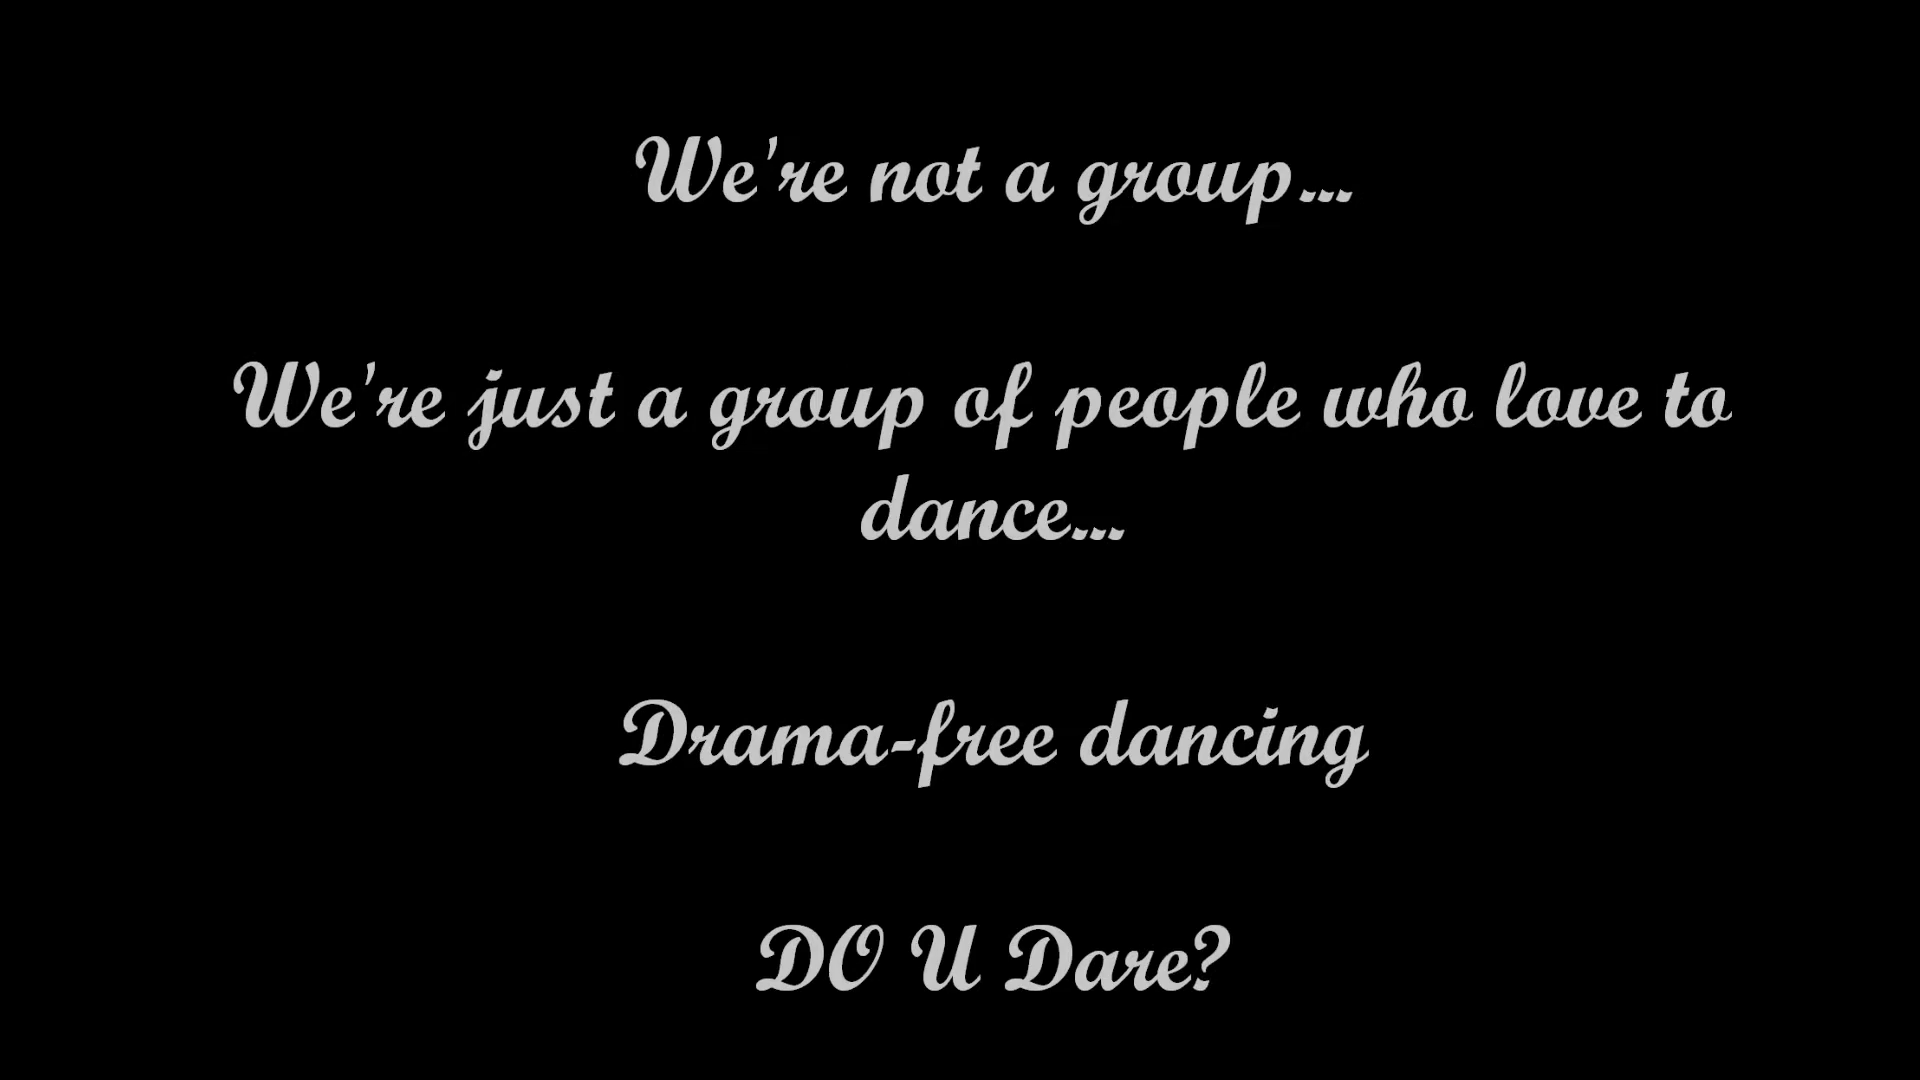 We're not a group...
We're just a group of people who love to
dance...
Drama-free dancing
DO U Dare?